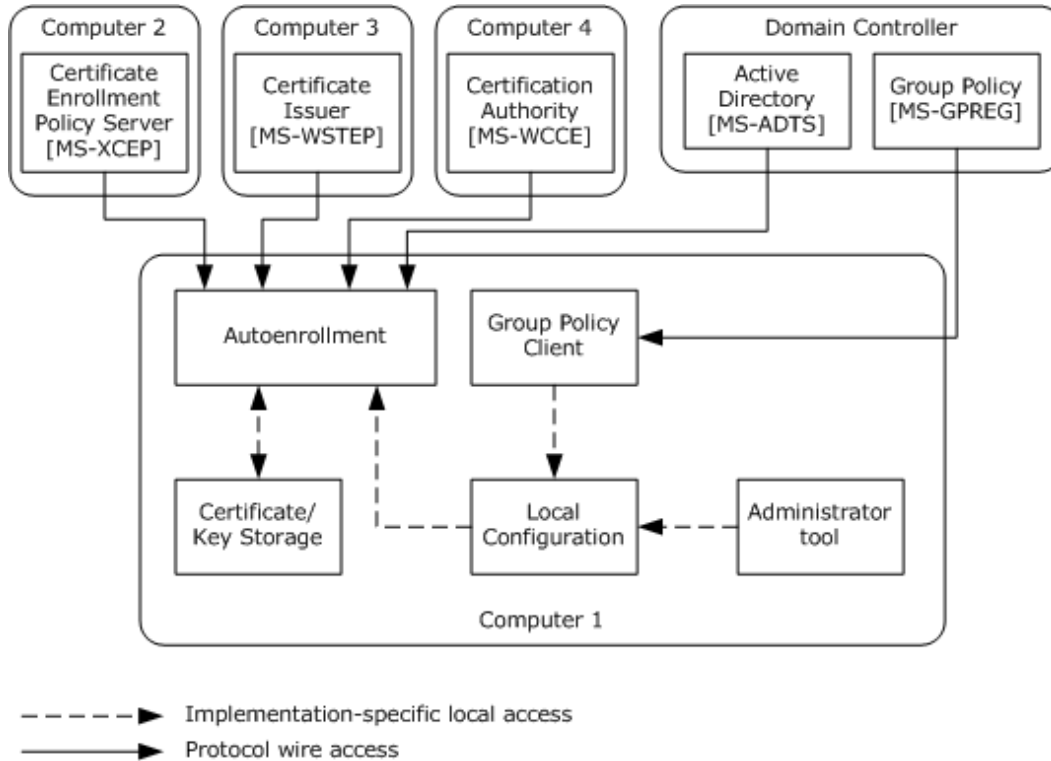 Computer 2
Certificate
Enrollment
Policy Server
[MS-XCEP]
Computer 3
Certificate
Issuer
[MS-WSTEP]
Computer 4
Certification
Authority
[MS-WCCE]
Domain Controller
Active
Directory
[MS-ADTS]
Group Policy
[MS-GPREG]
Autoenrollment
Group Policy
Client
Certificate/
Key Storage
Local
Configuration
Administrator
tool
Computer 1
Implementation-specific local access
Protocol wire access